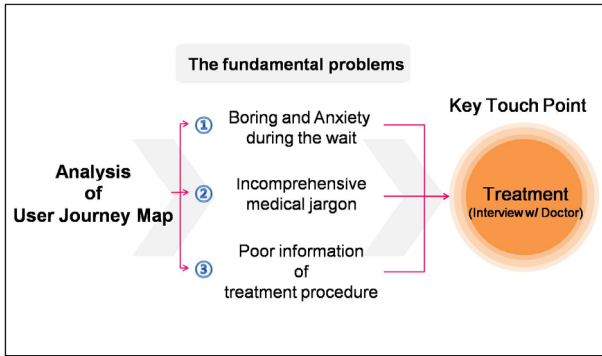 The fundamental problems
Analysis
of
User Journey Map
① Boring and Anxiety
during the wait
② Incomprehensive
medical jargon
③ Poor information
of
treatment procedure
Key Touch Point
Treatment
(Interview w/ Doctor)